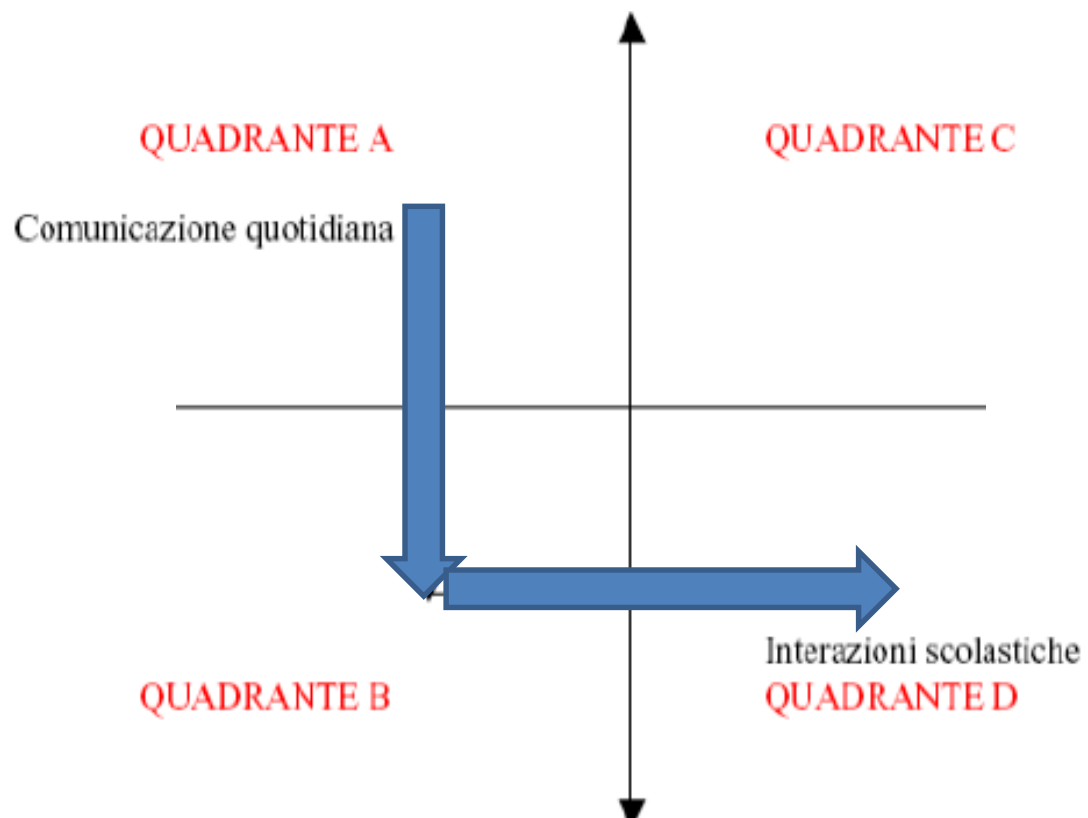 QUADRANTE A
QUADRANTE C
Comunicazione quotidiana
Interazioni scolastiche
QUADRANTE B
QUADRANTE D